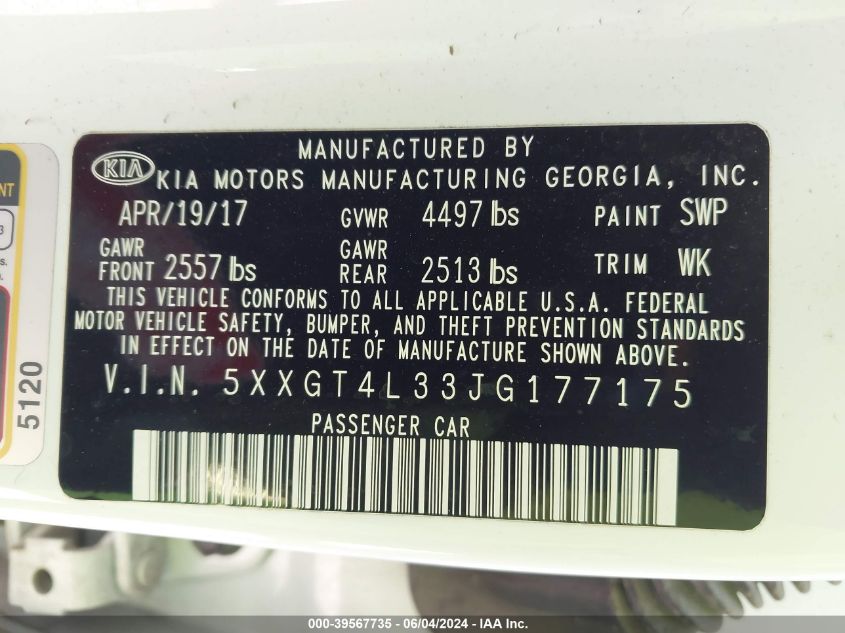 MANUFACTURED BY
KIA KIA MOTORS MANUFACTURING GEORGIA, INC.
APR/19/17 GVWR 4497 lbs PAINT SWP
GAWR FRONT 2557 lbs GAWR REAR 2513 lbs TRIM WK
THIS VEHICLE CONFORMS TO ALL APPLICABLE U.S.A. FEDERAL
MOTOR VEHICLE SAFETY, BUMPER, AND THEFT PREVENTION STANDARDS
IN EFFECT ON THE DATE OF MANUFACTURE SHOWN ABOVE.
V.I.N. 5XXGT4L33JG177175
PASSENGER CAR
5120
000-39567735 - 06/04/2024 - IAA Inc.